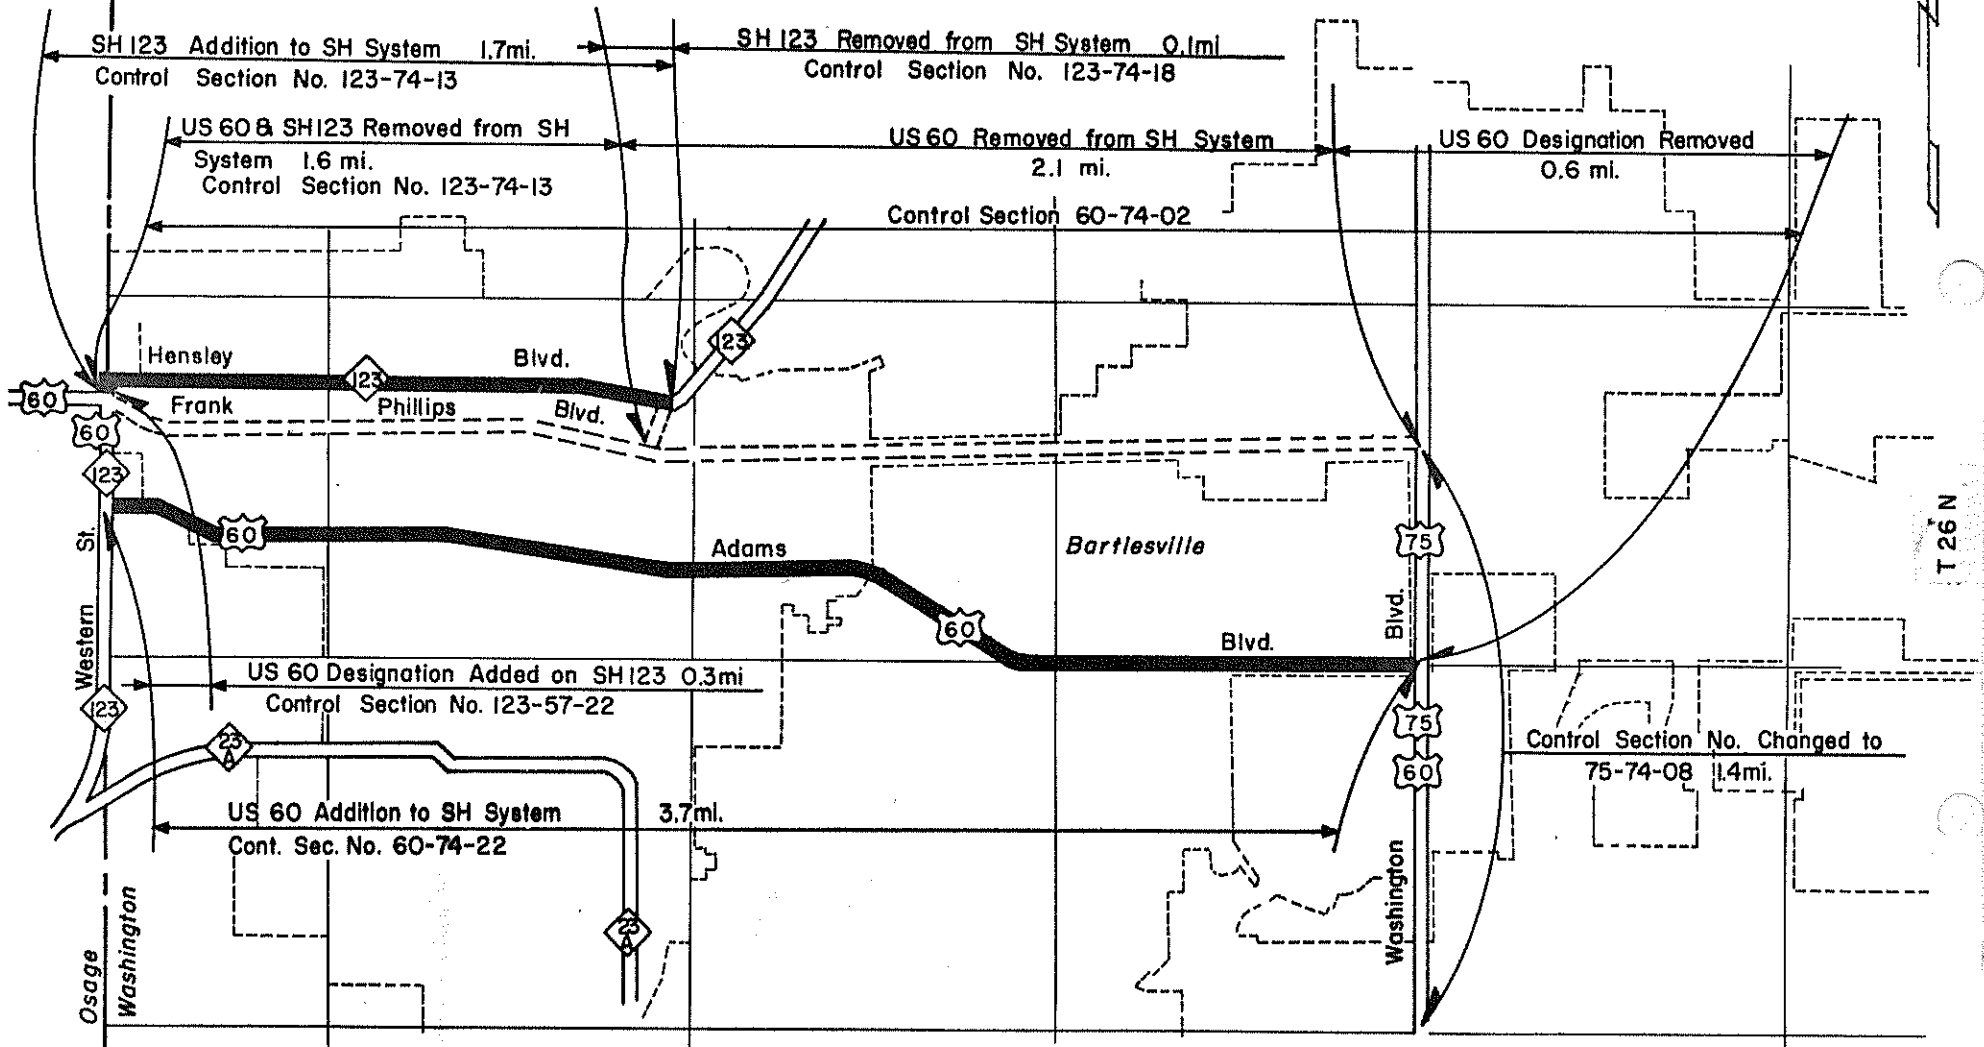 SH 123 Addition to SH System 1.7mi.
Control Section No. 123-74-13
SH 123 Removed from SH System 0.1mi
Control Section No. 123-74-18
US 60 & SH 123 Removed from SH
System 1.6 mi.
Control Section No. 123-74-13
US 60 Removed from SH System
2.1 mi.
US 60 Designation Removed
0.6 mi.
Control Section 60-74-02
123
Hensley Blvd.
123
60
Frank Phillips Blvd.
60
123
60
Adams
Bartlesville
75
T 26 N
Western St.
60
Blvd.
Blvd.
US 60 Designation Added on SH 123 0.3mi
Control Section No. 123-57-22
123
75
23
A
Control Section No. Changed to
75-74-08 1.4mi.
60
US 60 Addition to SH System 3.7mi.
Cont. Sec. No. 60-74-22
Washington
23
A
Osage
Washington